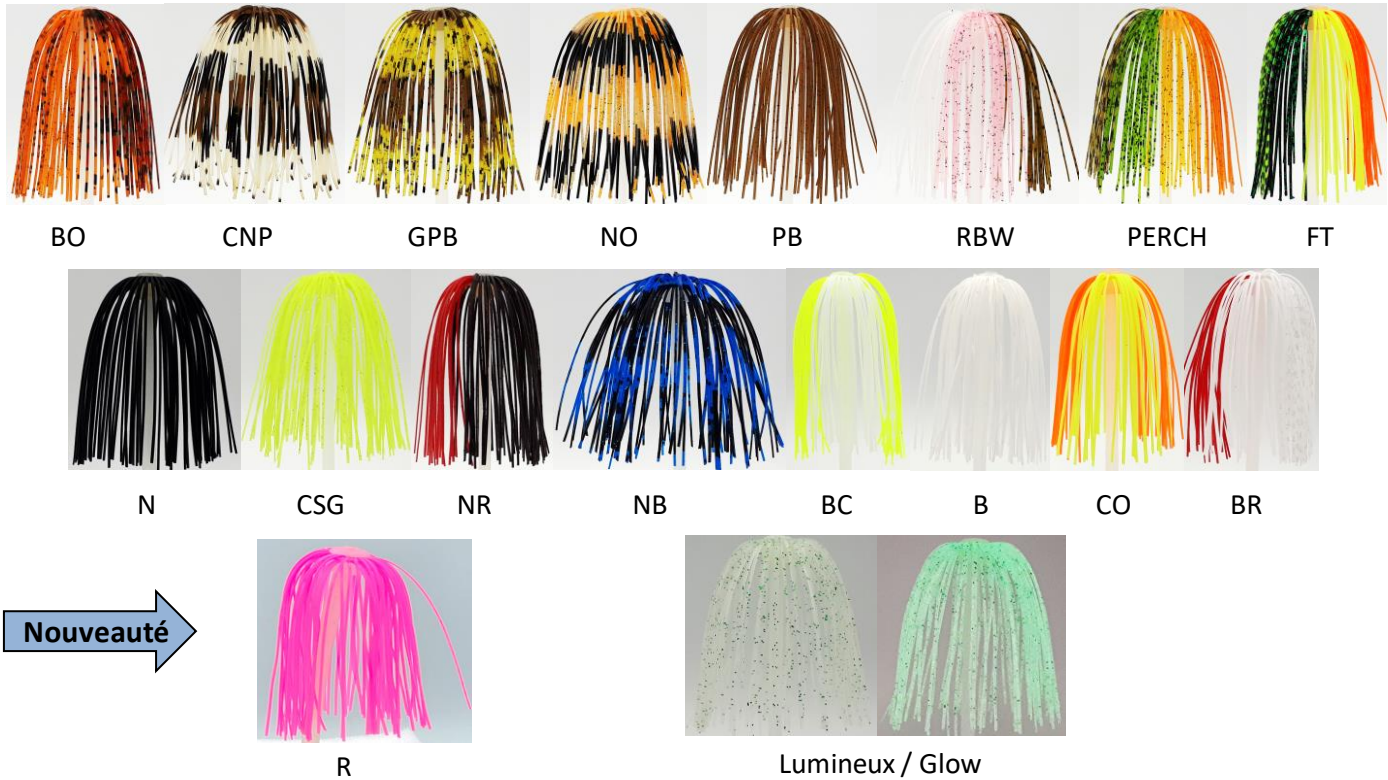 BO CNP GPB NO PB RBW PERCH FT
N CSG NR NB BC B CO BR
Nouveauté
R
Lumineux / Glow